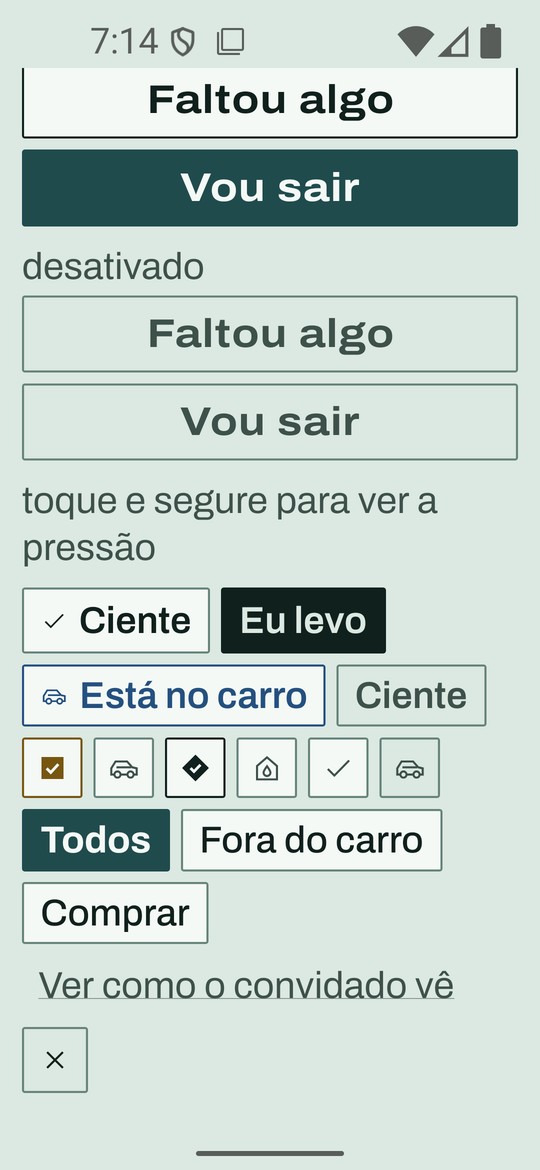 7:14
Faltou algo
Vou sair
desativado
Faltou algo
Vou sair
toque e segure para ver a
pressão
Ciente
Eu levo
Está no carro
Ciente
Todos
Fora do carro
Comprar
Ver como o convidado vê